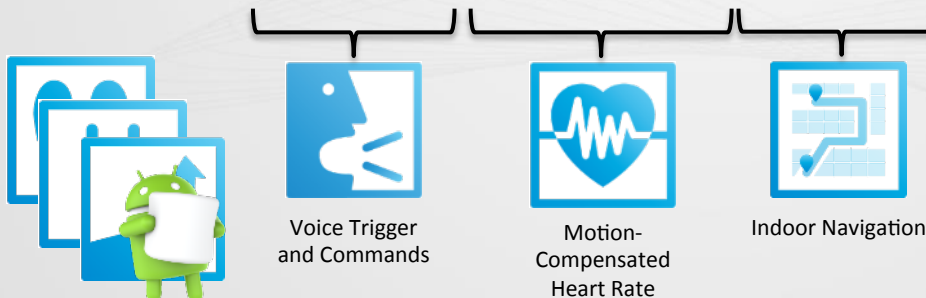 Voice Trigger
and Commands
Motion-
Compensated
Heart Rate
Indoor Navigation